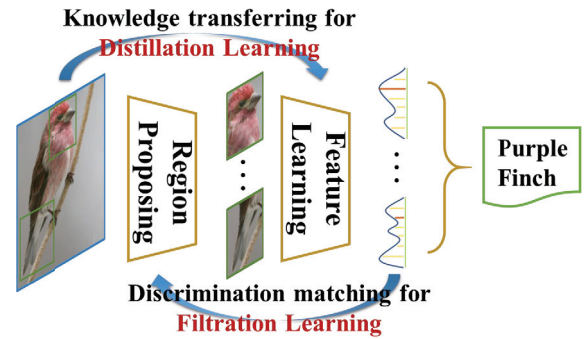 Knowledge transferring for
Distillation Learning
Region
Proposing
Feature
Learning
Purple
Finch
Discrimination matching for
Filtration Learning